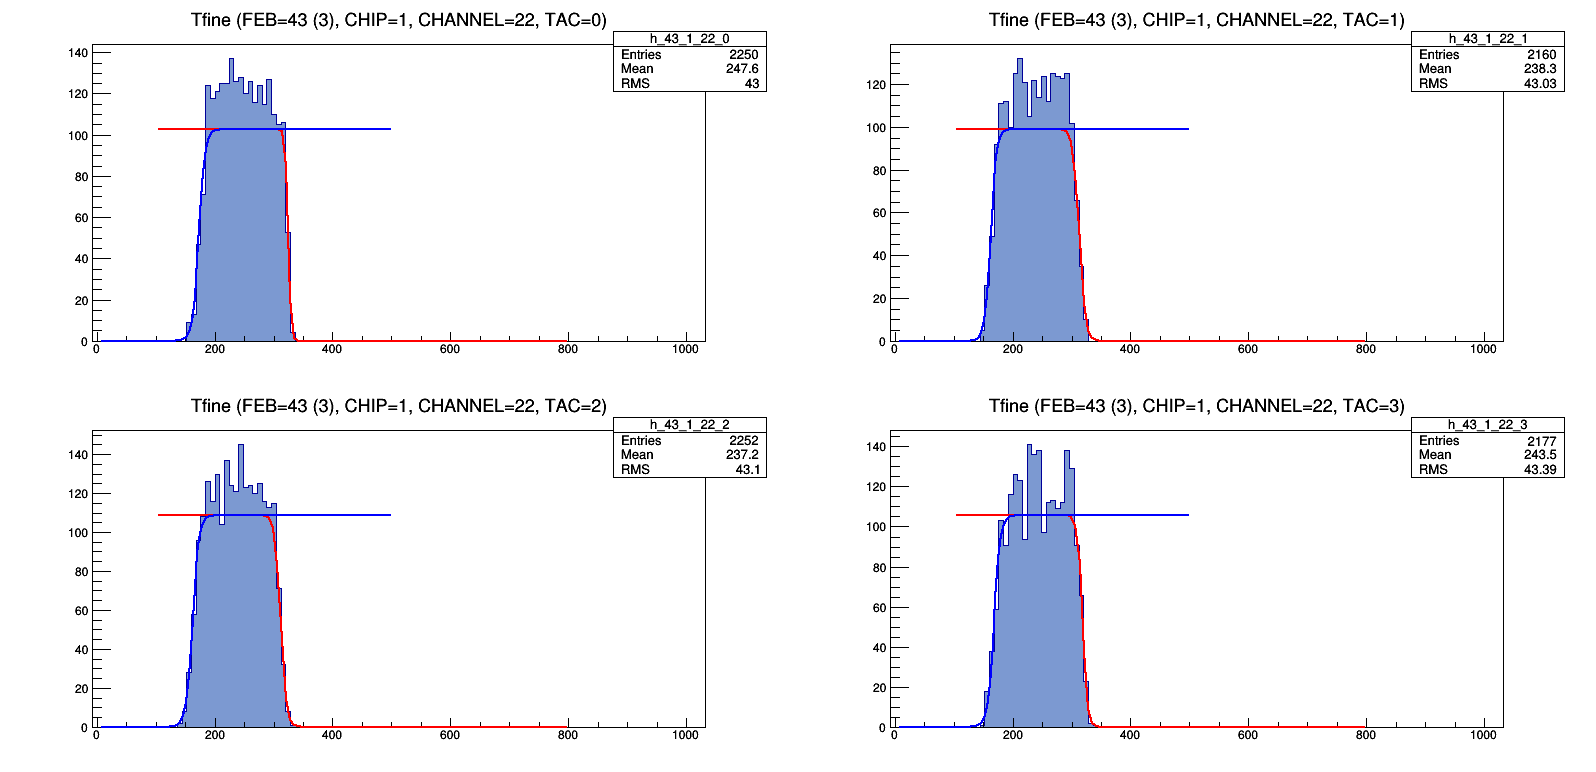 Tfine (FEB=43 (3), CHIP=1, CHANNEL=22, TAC=0)
h_43_1_22_0
Entries 2250
Mean 247.6
RMS 43
140
120
100
80
60
40
20
0
0 200 400 600 800 1000
Tfine (FEB=43 (3), CHIP=1, CHANNEL=22, TAC=1)
h_43_1_22_1
Entries 2160
Mean 238.3
RMS 43.03
120
100
80
60
40
20
0
0 200 400 600 800 1000
Tfine (FEB=43 (3), CHIP=1, CHANNEL=22, TAC=2)
h_43_1_22_2
Entries 2252
Mean 237.2
RMS 43.1
140
120
100
80
60
40
20
0
0 200 400 600 800 1000
Tfine (FEB=43 (3), CHIP=1, CHANNEL=22, TAC=3)
h_43_1_22_3
Entries 2177
Mean 243.5
RMS 43.39
140
120
100
80
60
40
20
0
0 200 400 600 800 1000